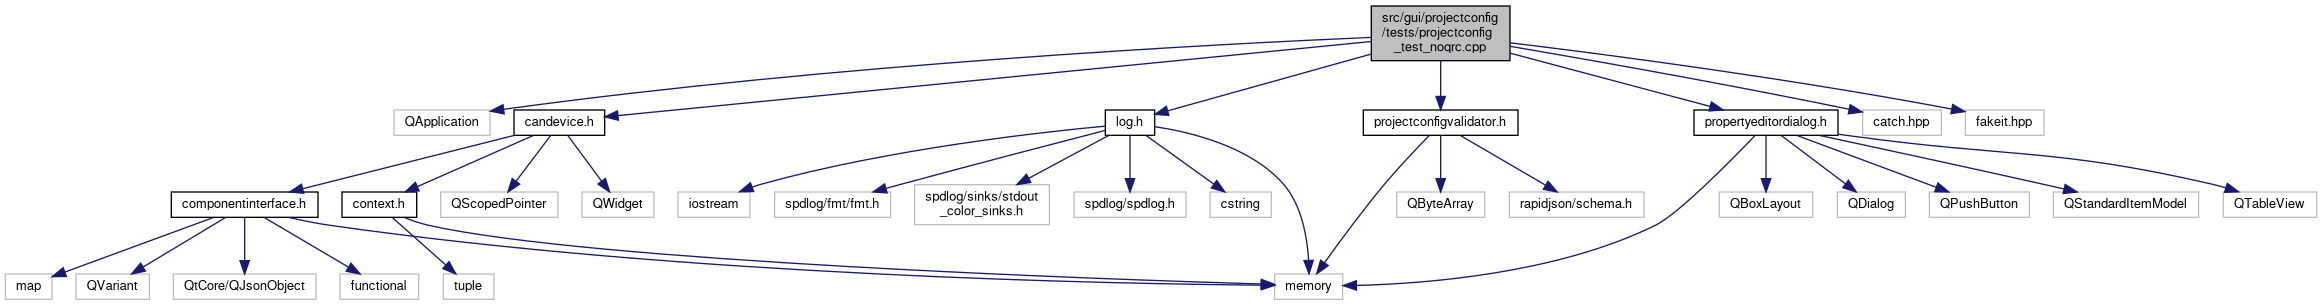 src/gui/projectconfig
/tests/projectconfig
_test_noqrc.cpp
QApplication
candevice.h
log.h
projectconfigvalidator.h
propertyeditordialog.h
catch.hpp
fakeit.hpp
componentinterface.h
context.h
QScopedPointer
QWidget
iostream
spdlog/fmt/fmt.h
spdlog/sinks/stdout
_color_sinks.h
spdlog/spdlog.h
cstring
QByteArray
rapidjson/schema.h
QBoxLayout
QDialog
QPushButton
QStandardItemModel
QTableView
map
QVariant
QtCore/QJsonObject
functional
tuple
memory